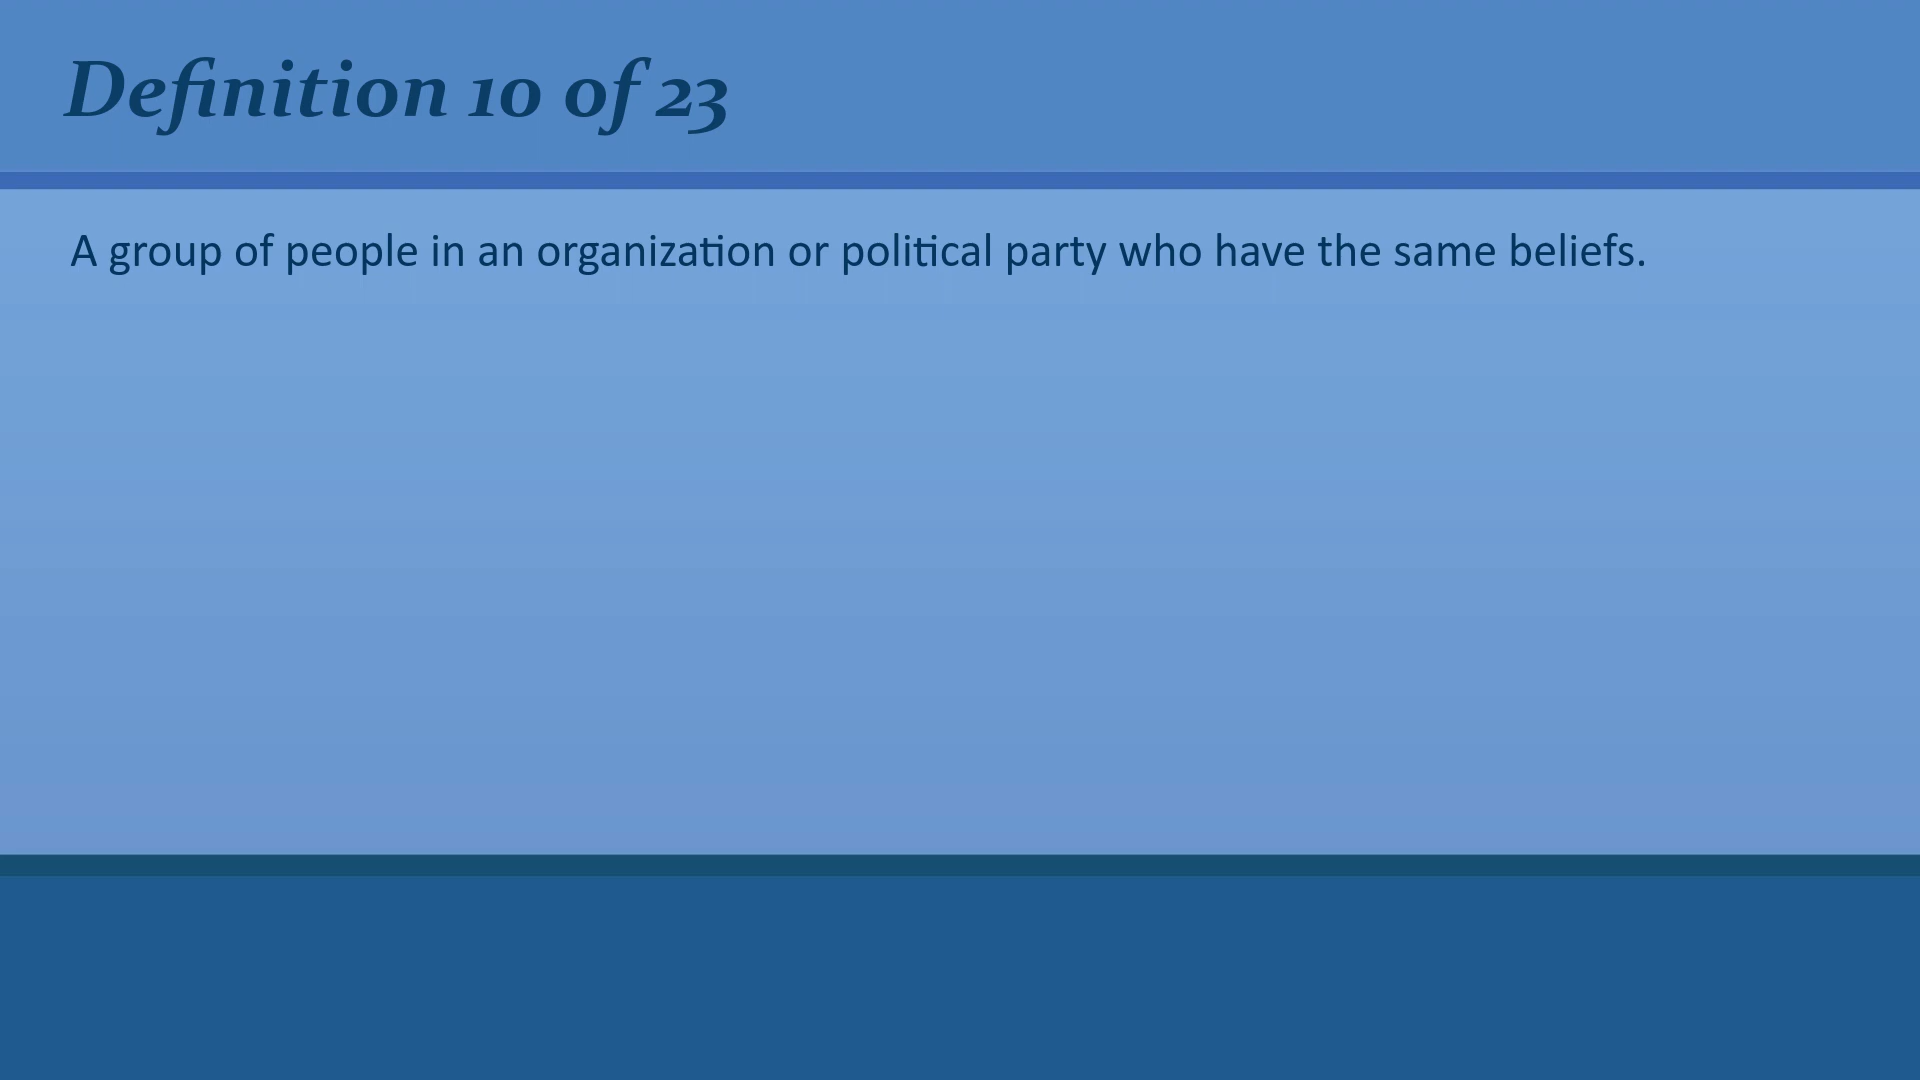 Definition 10 of 23
A group of people in an organization or political party who have the same beliefs.